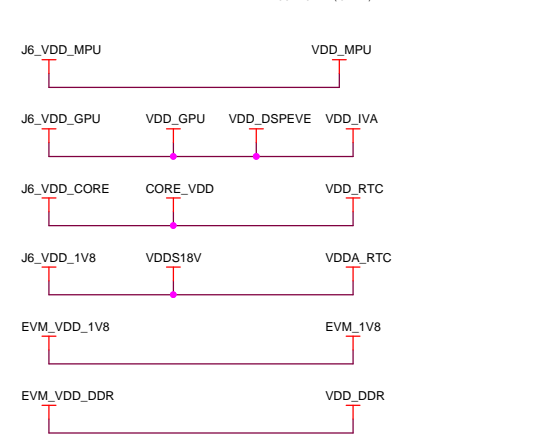 J6_VDD_MPU VDD_MPU
J6_VDD_GPU VDD_GPU VDD_DSPEVE VDD_IVA
J6_VDD_CORE CORE_VDD VDD_RTC
J6_VDD_1V8 VDDS18V VDDA_RTC
EVM_VDD_1V8 EVM_1V8
EVM_VDD_DDR VDD_DDR